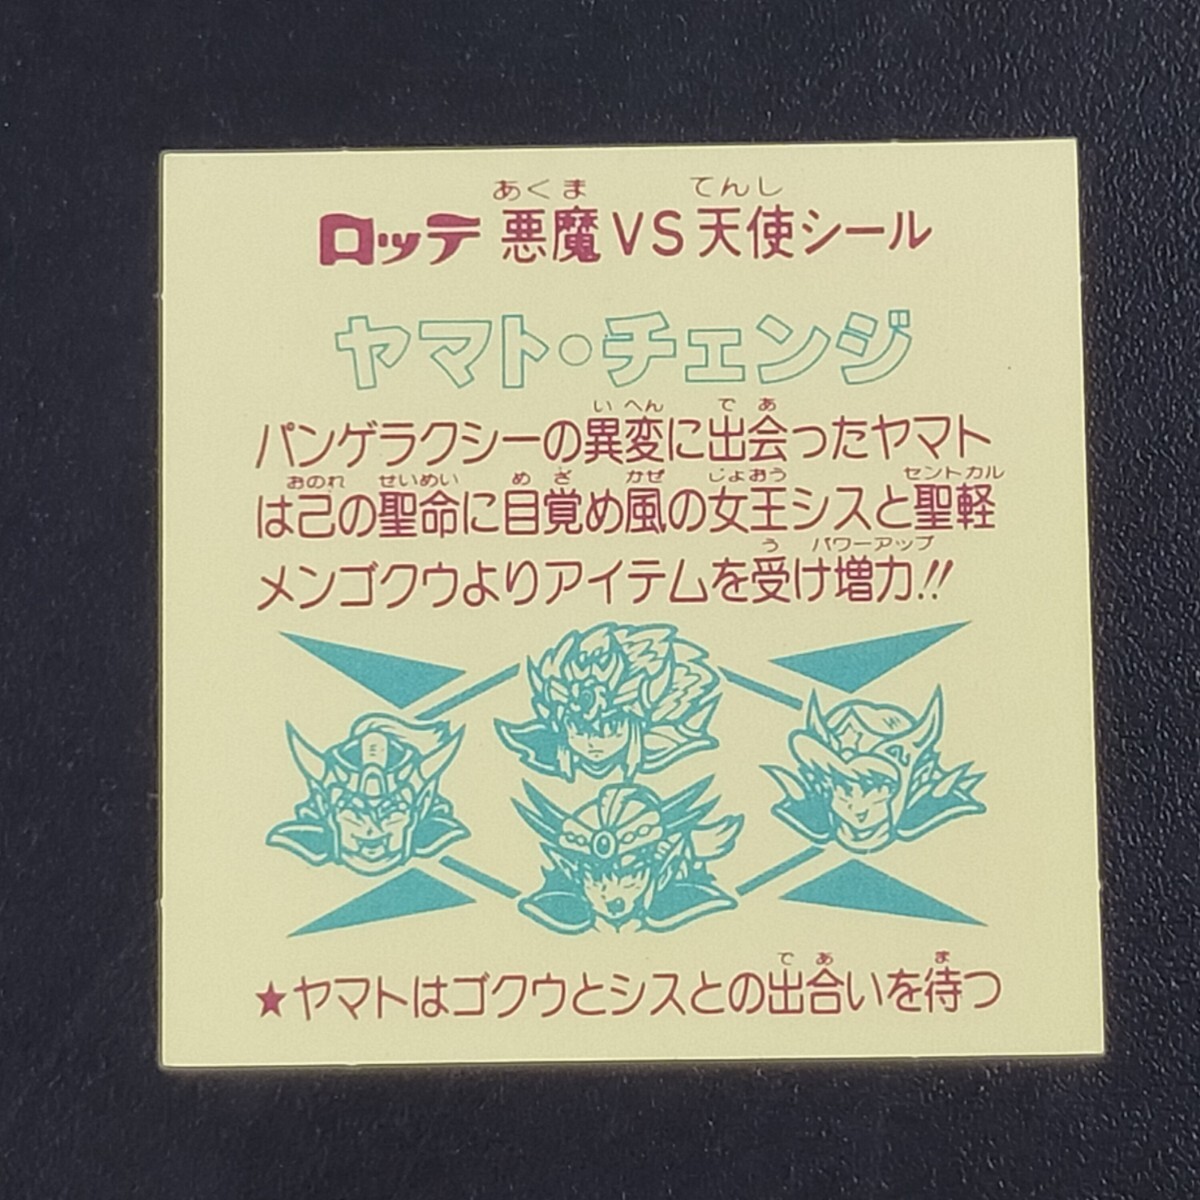 あくま てんし
ロッテ 悪魔VS天使シール
ヤマト・チェンジ
いへん であ
パンゲラクシーの異変に出会ったヤマト
おのれ せいめい めざ かぜ じょおう セントカル
は己の聖命に目覚め風の女王シスと聖軽
う パワーアップ
メンゴクウよりアイテムを受け増力!!
であ ま
★ヤマトはゴクウとシスとの出合いを待つ